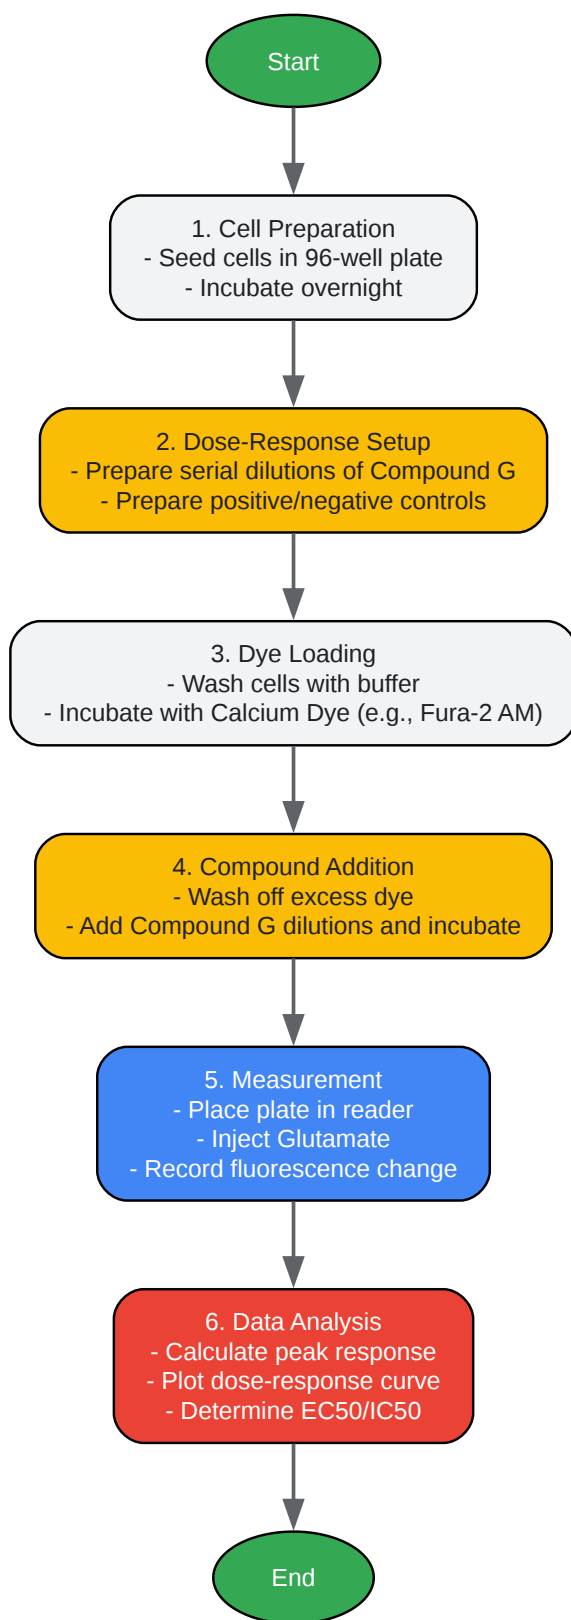 Start
1. Cell Preparation
- Seed cells in 96-well plate
- Incubate overnight
2. Dose-Response Setup
- Prepare serial dilutions of Compound G
- Prepare positive/negative controls
3. Dye Loading
- Wash cells with buffer
- Incubate with Calcium Dye (e.g., Fura-2 AM)
4. Compound Addition
- Wash off excess dye
- Add Compound G dilutions and incubate
5. Measurement
- Place plate in reader
- Inject Glutamate
- Record fluorescence change
6. Data Analysis
- Calculate peak response
- Plot dose-response curve
- Determine EC50/IC50
End